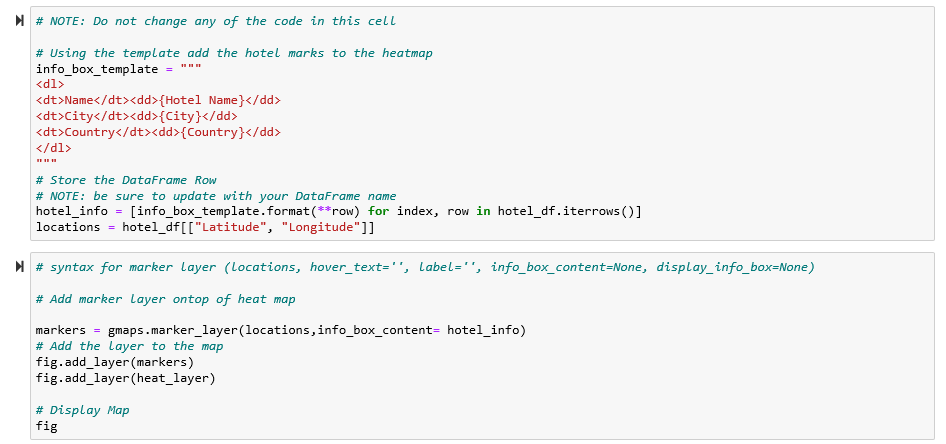 # NOTE: Do not change any of the code in this cell
# Using the template add the hotel marks to the heatmap
info_box_template = """
<dl>
<dt>Name</dt><dd>{Hotel Name}</dd>
<dt>City</dt><dd>{City}</dd>
<dt>Country</dt><dd>{Country}</dd>
</dl>
"""
# Store the DataFrame Row
# NOTE: be sure to update with your DataFrame name
hotel_info = [info_box_template.format(**row) for index, row in hotel_df.iterrows()]
locations = hotel_df[["Latitude", "Longitude"]]
# syntax for marker layer (locations, hover_text='', label='', info_box_content=None, display_info_box=None)
# Add marker layer ontop of heat map
markers = gmaps.marker_layer(locations,info_box_content= hotel_info)
# Add the layer to the map
fig.add_layer(markers)
fig.add_layer(heat_layer)
# Display Map
fig